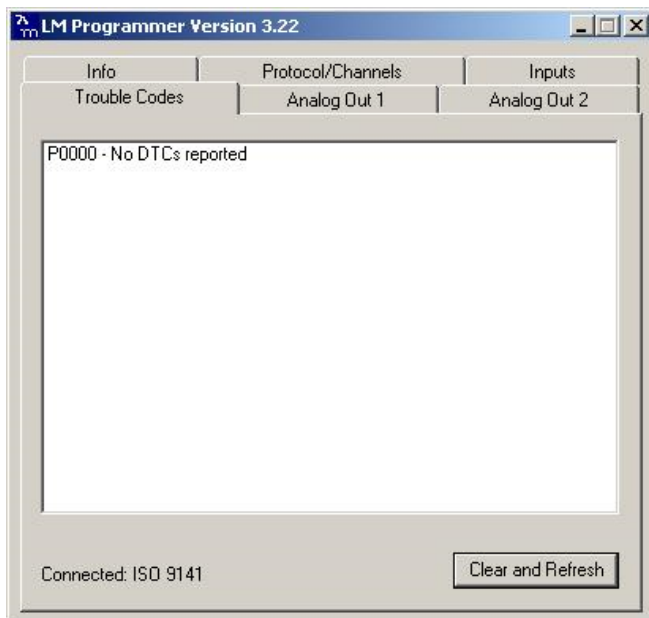 LM Programmer Version 3.22
Info Protocol/Channels Inputs
Trouble Codes Analog Out 1 Analog Out 2
P0000 - No DTCs reported
Connected: ISO 9141
Clear and Refresh